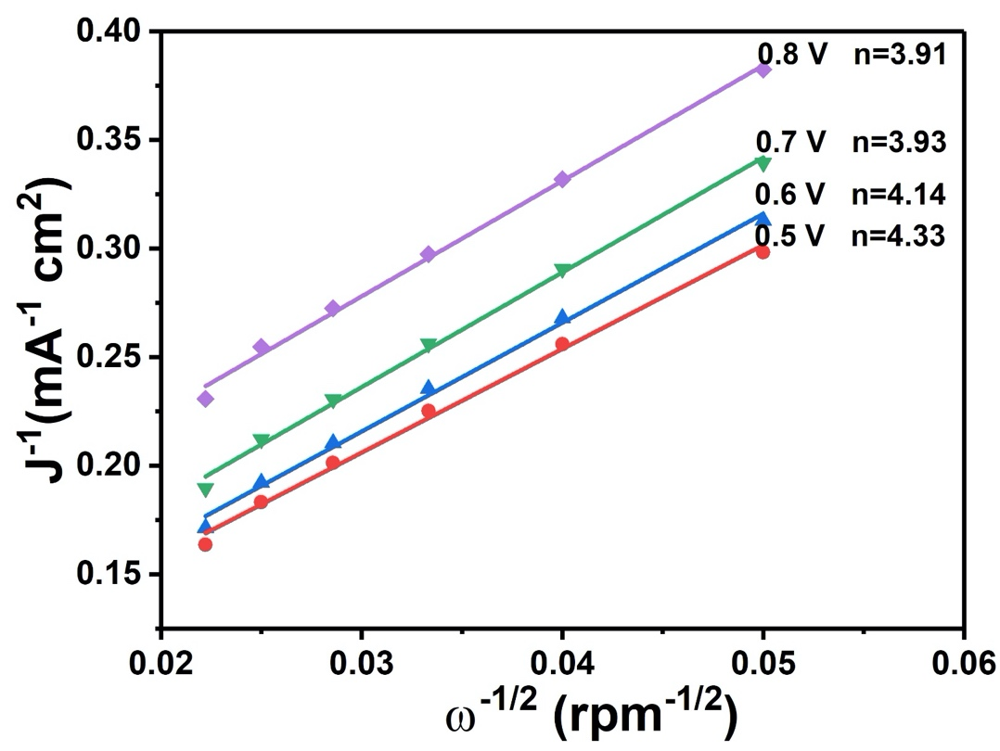 0.40
0.35
0.30
0.25
0.20
0.15
J⁻¹(mA⁻¹ cm²)
0.8 V n=3.91
0.7 V n=3.93
0.6 V n=4.14
0.5 V n=4.33
0.02 0.03 0.04 0.05 0.06
ω⁻¹/² (rpm⁻¹/²)